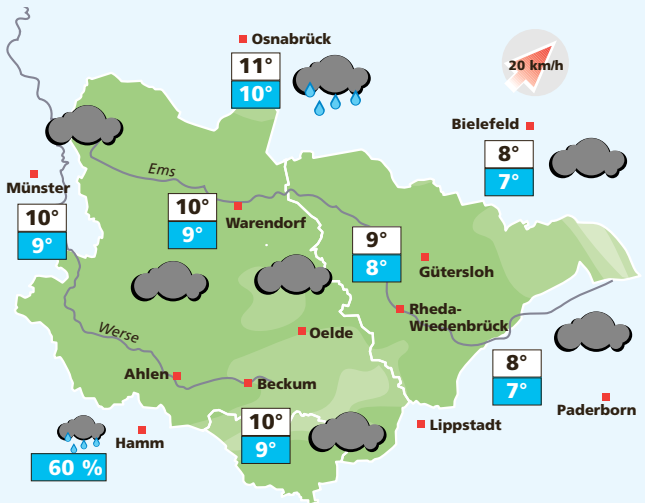 Osnabrück
11°
10°
20 km/h
Bielefeld
8°
7°
Ems
Münster
10°
9°
10°
9°
Warendorf
9°
8°
Gütersloh
Rheda-
Wiedenbrück
Werse
Oelde
Ahlen
Beckum
8°
7°
Paderborn
10°
9°
Lippstadt
Hamm
60 %